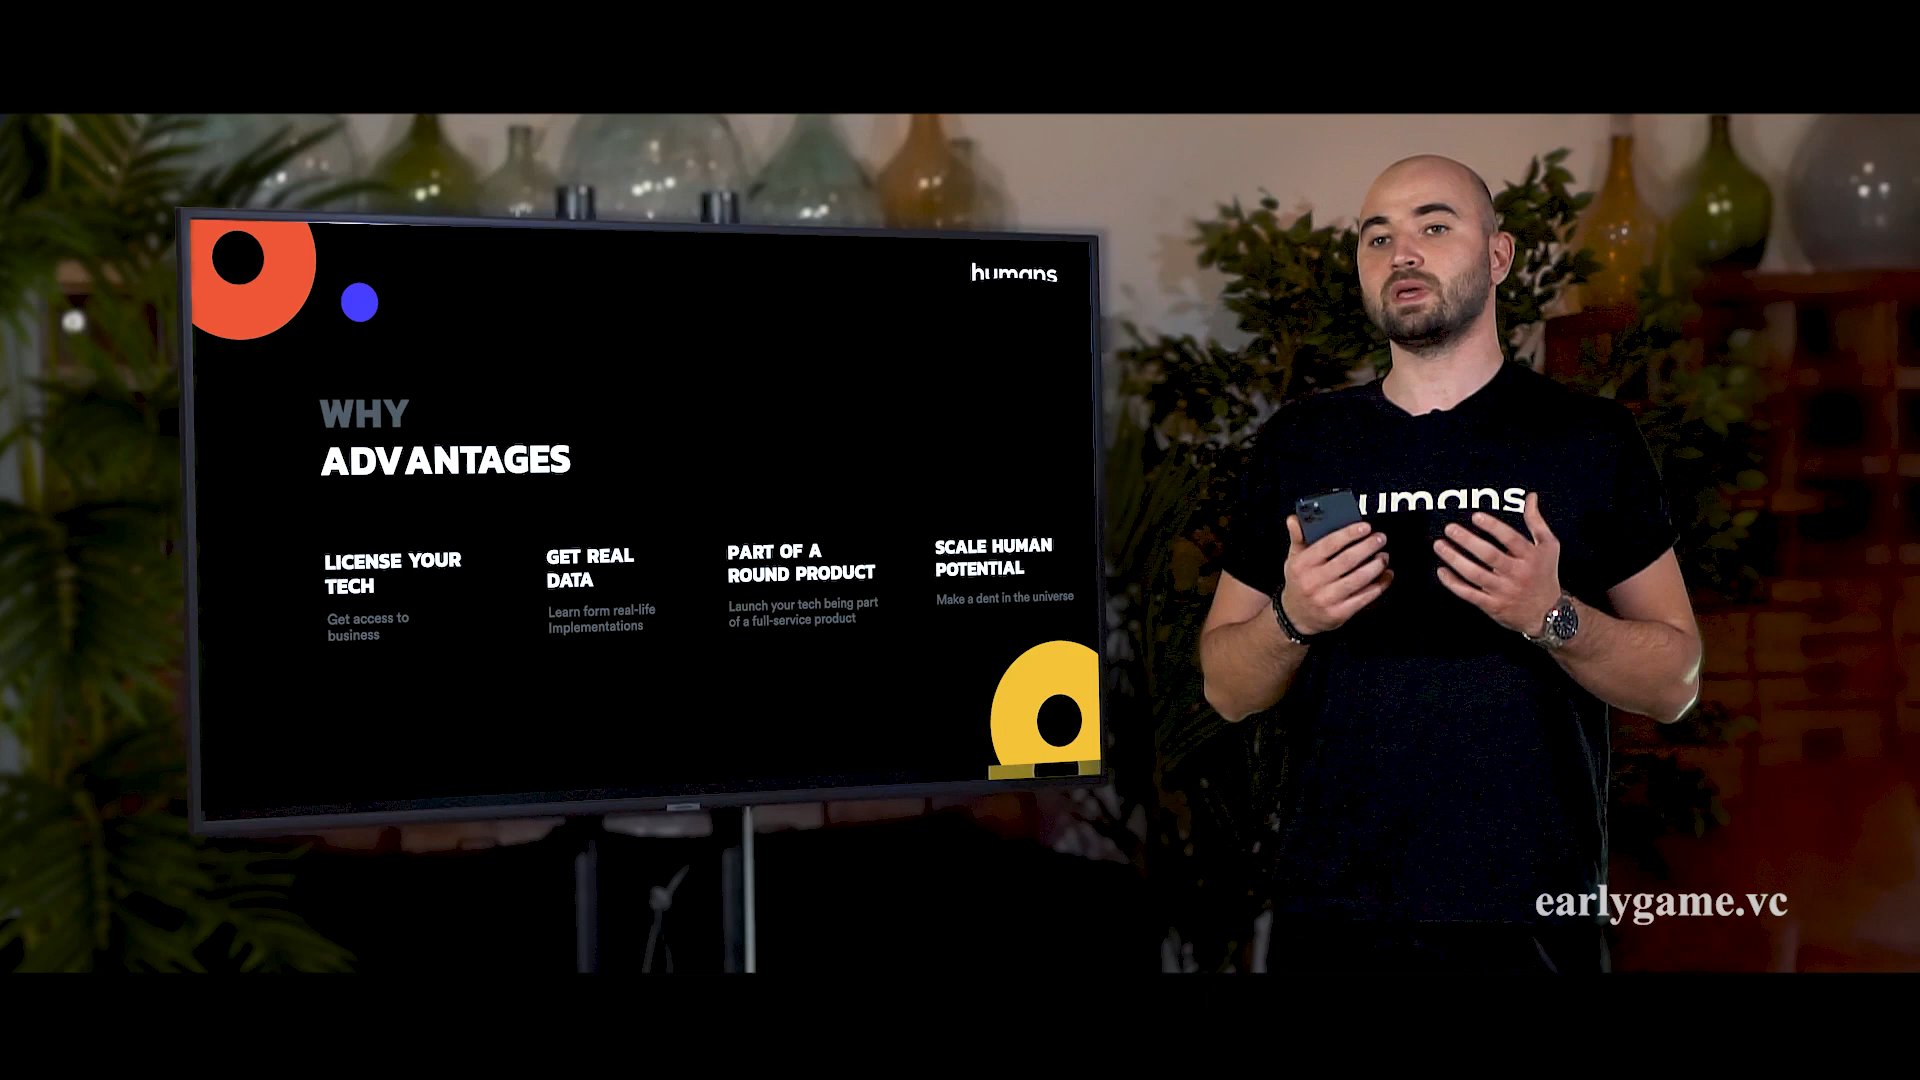 humans
WHY
ADVANTAGES
LICENSE YOUR
TECH
Get access to
business
GET REAL
DATA
Learn form real-life
Implementations
PART OF A
ROUND PRODUCT
Launch your tech being part
of a full-service product
SCALE HUMAN
POTENTIAL
Make a dent in the universe
umans
earlygame.vc